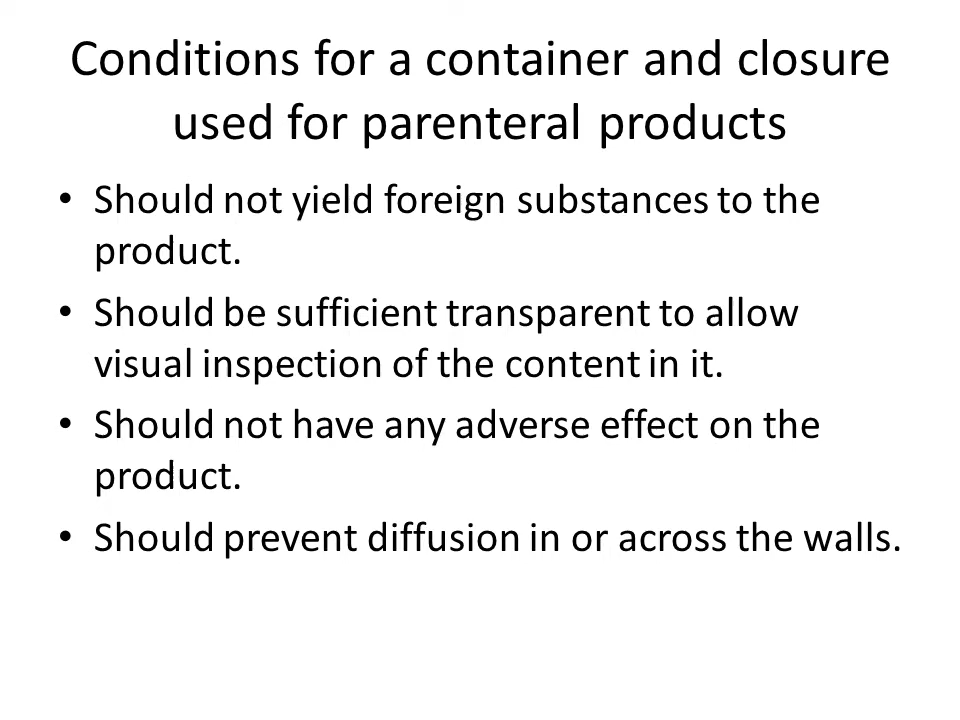 Conditions for a container and closure
used for parenteral products
• Should not yield foreign substances to the
product.
• Should be sufficient transparent to allow
visual inspection of the content in it.
• Should not have any adverse effect on the
product.
• Should prevent diffusion in or across the walls.